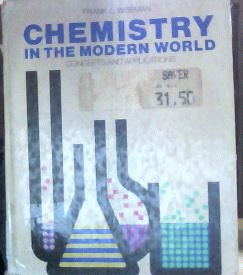 FRANK L. WISEMAN
CHEMISTRY
IN THE MODERN WORLD
CONCEPTS AND APPLICATIONS
SAVER
31.50